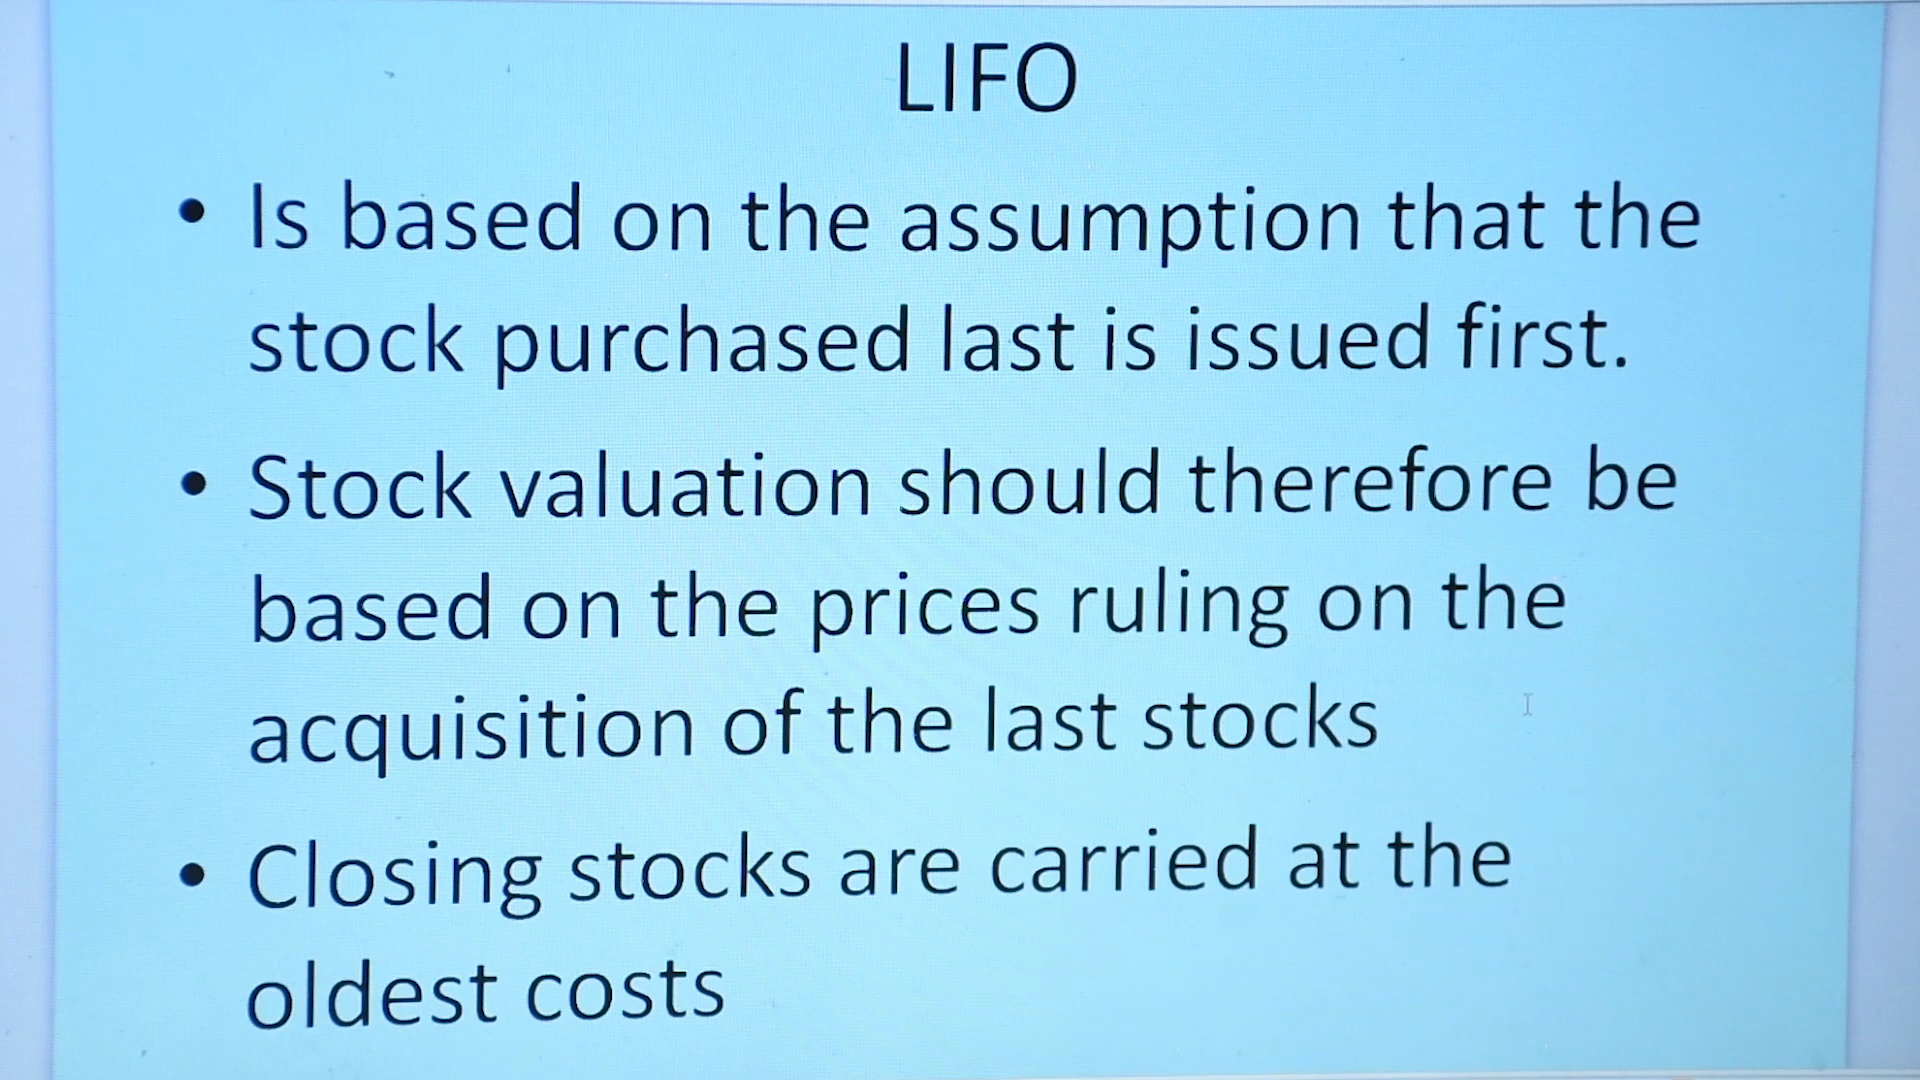 LIFO
• Is based on the assumption that the
stock purchased last is issued first.
• Stock valuation should therefore be
based on the prices ruling on the
acquisition of the last stocks
• Closing stocks are carried at the
oldest costs